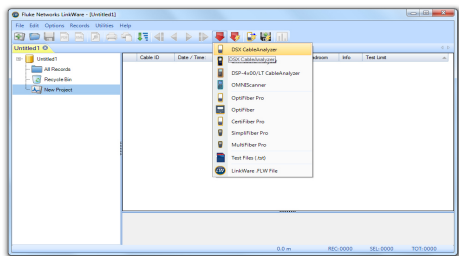 Fluke Networks LinkWare - [Untitled1]
File Edit Options Records Utilities Help
Untitled1
Cable ID Date / Time: Headroom Info Test Limit
Untitled1
All Records
Recycle Bin
New Project
DSX CableAnalyzer
DSX CableAnalyzer
DSP-4x00/LT CableAnalyzer
OMNIScanner
OptiFiber Pro
OptiFiber
CertiFiber Pro
SimpliFiber Pro
MultiFiber Pro
Test Files (.txt)
LinkWare .FLW File
0.0 m REC:0000 SEL:0000 TOT:0000